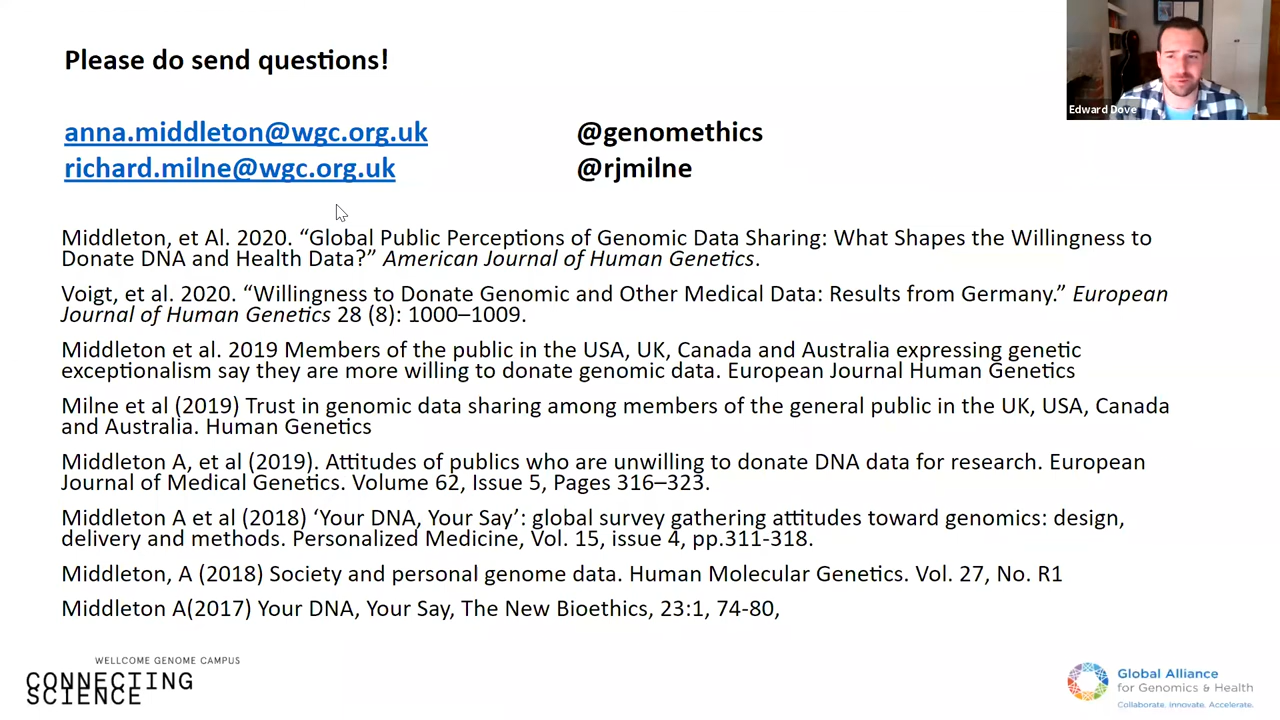 Please do send questions!
Edward Dove
anna.middleton@wgc.org.uk @genomethics
richard.milne@wgc.org.uk @rjmilne
Middleton, et Al. 2020. “Global Public Perceptions of Genomic Data Sharing: What Shapes the Willingness to
Donate DNA and Health Data?” American Journal of Human Genetics.
Voigt, et al. 2020. “Willingness to Donate Genomic and Other Medical Data: Results from Germany.” European
Journal of Human Genetics 28 (8): 1000–1009.
Middleton et al. 2019 Members of the public in the USA, UK, Canada and Australia expressing genetic
exceptionalism say they are more willing to donate genomic data. European Journal Human Genetics
Milne et al (2019) Trust in genomic data sharing among members of the general public in the UK, USA, Canada
and Australia. Human Genetics
Middleton A, et al (2019). Attitudes of publics who are unwilling to donate DNA data for research. European
Journal of Medical Genetics. Volume 62, Issue 5, Pages 316–323.
Middleton A et al (2018) ‘Your DNA, Your Say’: global survey gathering attitudes toward genomics: design,
delivery and methods. Personalized Medicine, Vol. 15, issue 4, pp.311-318.
Middleton, A (2018) Society and personal genome data. Human Molecular Genetics. Vol. 27, No. R1
Middleton A(2017) Your DNA, Your Say, The New Bioethics, 23:1, 74-80,
WELLCOME GENOME CAMPUS
CONNECTING
SCIENCE
Global Alliance
for Genomics & Health
Collaborate. Innovate. Accelerate.